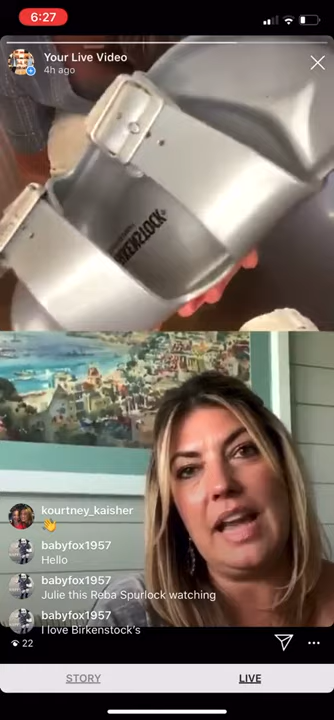 6:27
Your Live Video
4h ago
BIRKENSTOCK
kourtney_kaisher
👋
babyfox1957
Hello
babyfox1957
Julie this Reba Spurlock watching
babyfox1957
I love Birkenstock's
22
STORY
LIVE